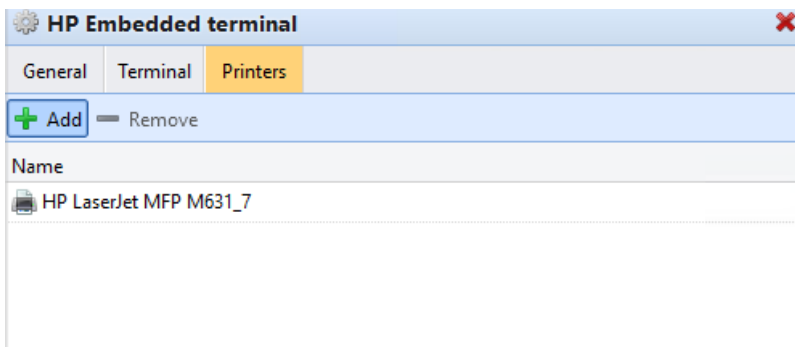 HP Embedded terminal
General Terminal Printers
Add Remove
Name
HP LaserJet MFP M631_7